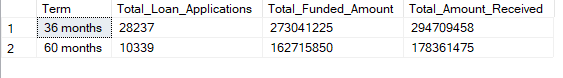 Term Total_Loan_Applications Total_Funded_Amount Total_Amount_Received
1 36 months 28237 273041225 294709458
2 60 months 10339 162715850 178361475